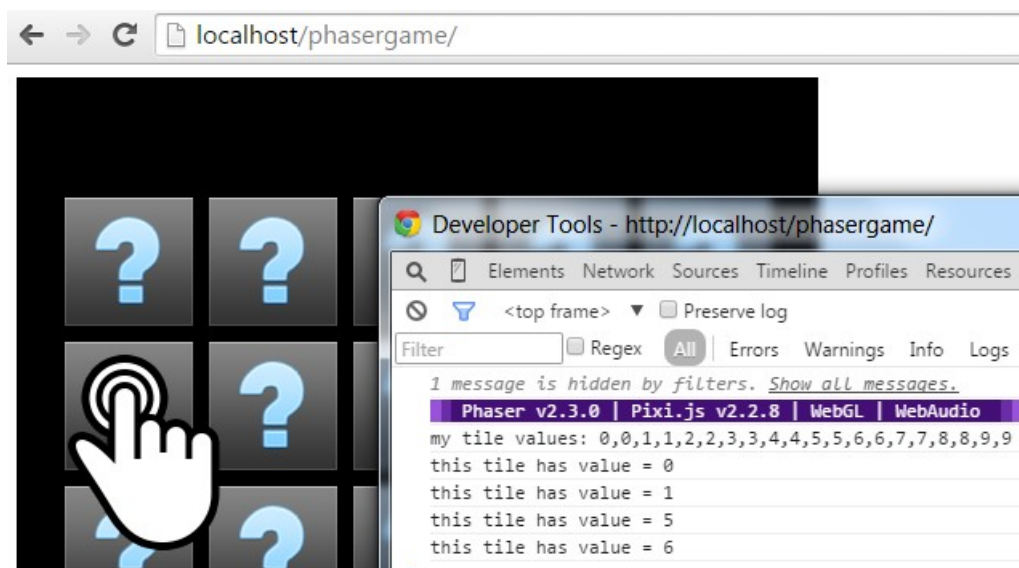 localhost/phasergame/
? ?
Developer Tools - http://localhost/phasergame/
Elements Network Sources Timeline Profiles Resources
<top frame> ▼ Preserve log
Filter Regex All Errors Warnings Info Logs
1 message is hidden by filters. Show all messages.
Phaser v2.3.0 | Pixi.js v2.2.8 | WebGL | WebAudio
?
my tile values: 0,0,1,1,2,2,3,3,4,4,5,5,6,6,7,7,8,8,9,9
this tile has value = 0
this tile has value = 1
this tile has value = 5
? ?
this tile has value = 6